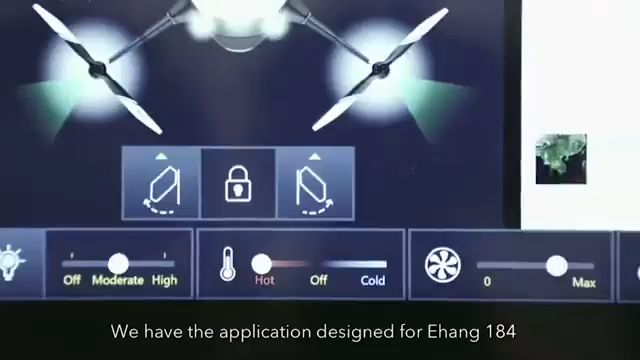 Off Moderate High
Hot Off Cold
0 Max
We have the application designed for Ehang 184